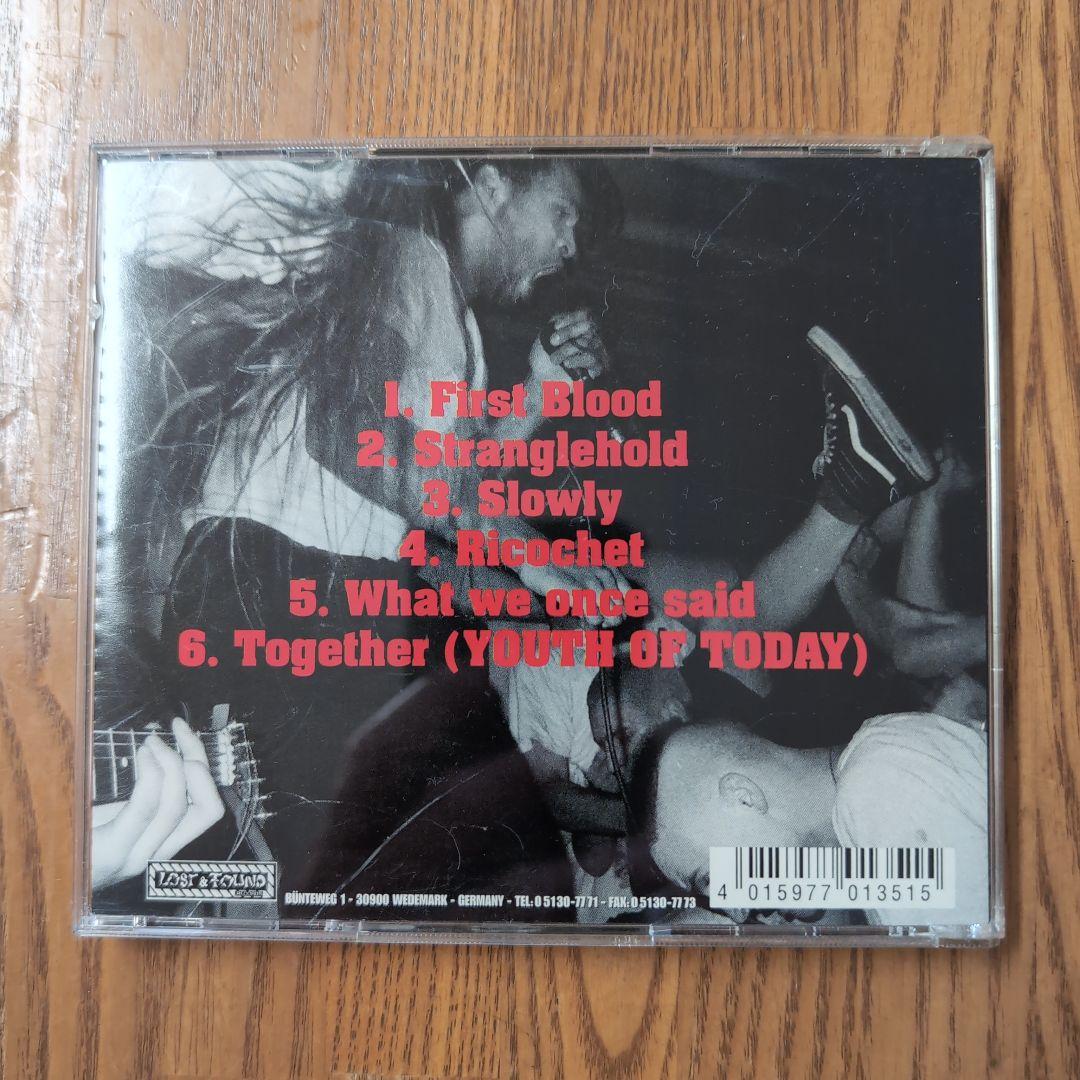 1. First Blood
2. Stranglehold
3. Slowly
4. Ricochet
5. What we once said
6. Together (YOUTH OF TODAY)
LOST & FOUND
BÜNTEWEG 1 - 30900 WEDEMARK - GERMANY - TEL: 0 5130-77 71 - FAX: 0 5130-77 73
4 015977 013515